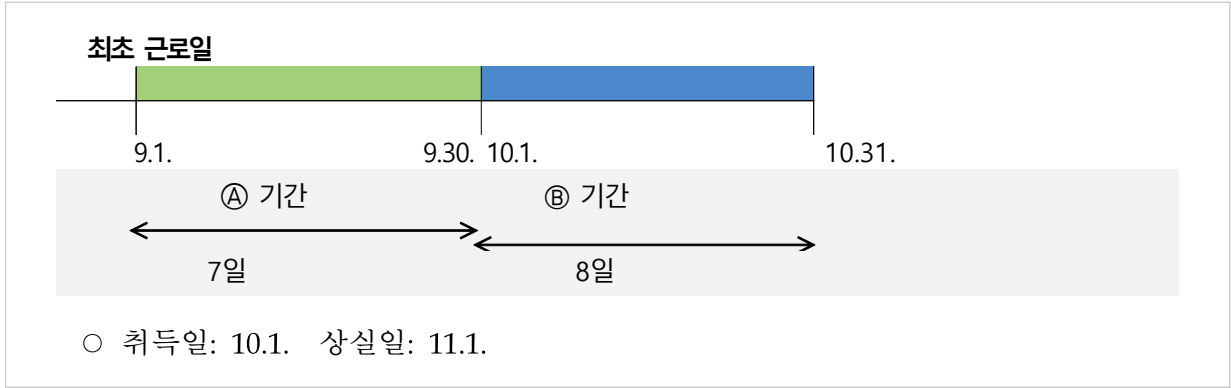 최초 근로일
9.1. 9.30. 10.1. 10.31.
Ⓐ 기간 Ⓑ 기간
7일 8일
○ 취득일: 10.1. 상실일: 11.1.